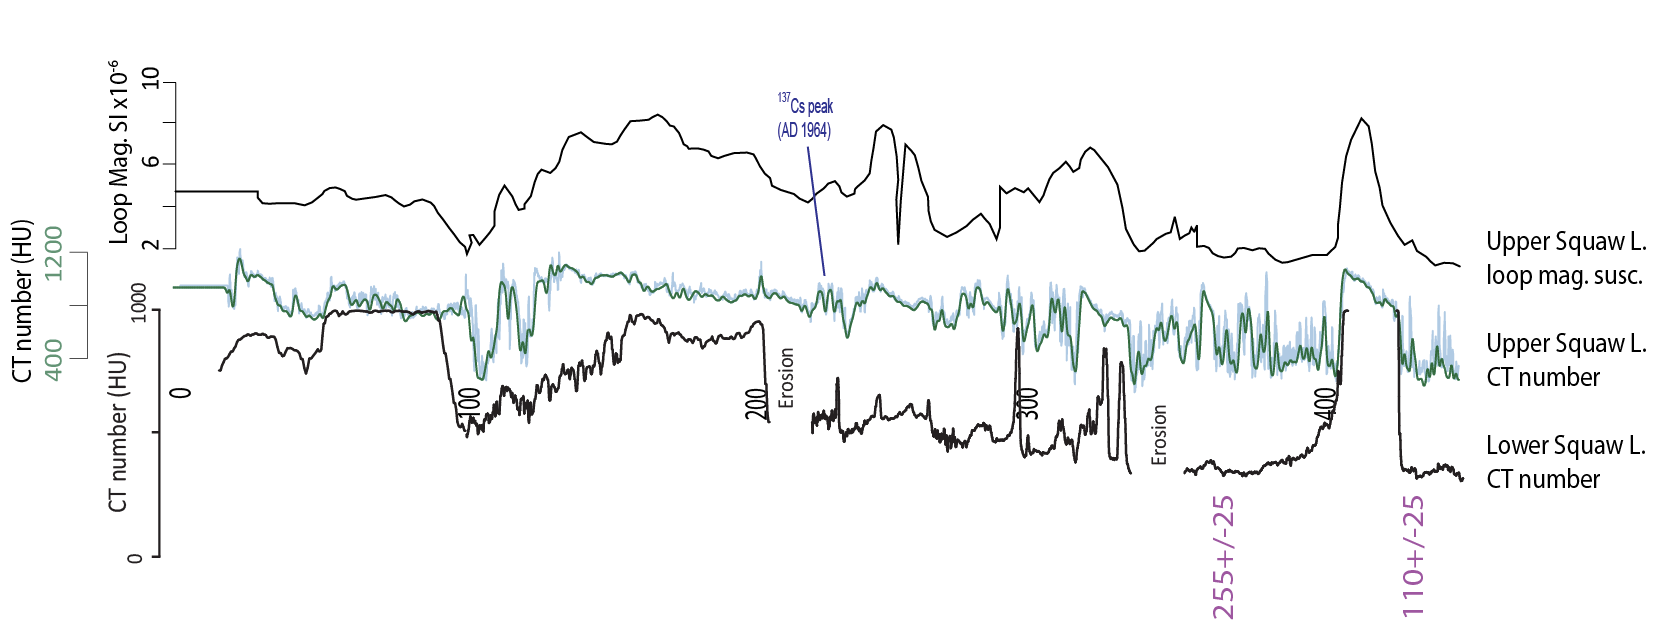 Loop Mag. SI x10⁻⁶
10
6
2
CT number (HU)
1200
400
CT number (HU)
1000
0
¹³⁷Cs peak
(AD 1964)
0
100
200
300
400
Erosion
Erosion
255+/-25
110+/-25
Upper Squaw L.
loop mag. susc.
Upper Squaw L.
CT number
Lower Squaw L.
CT number